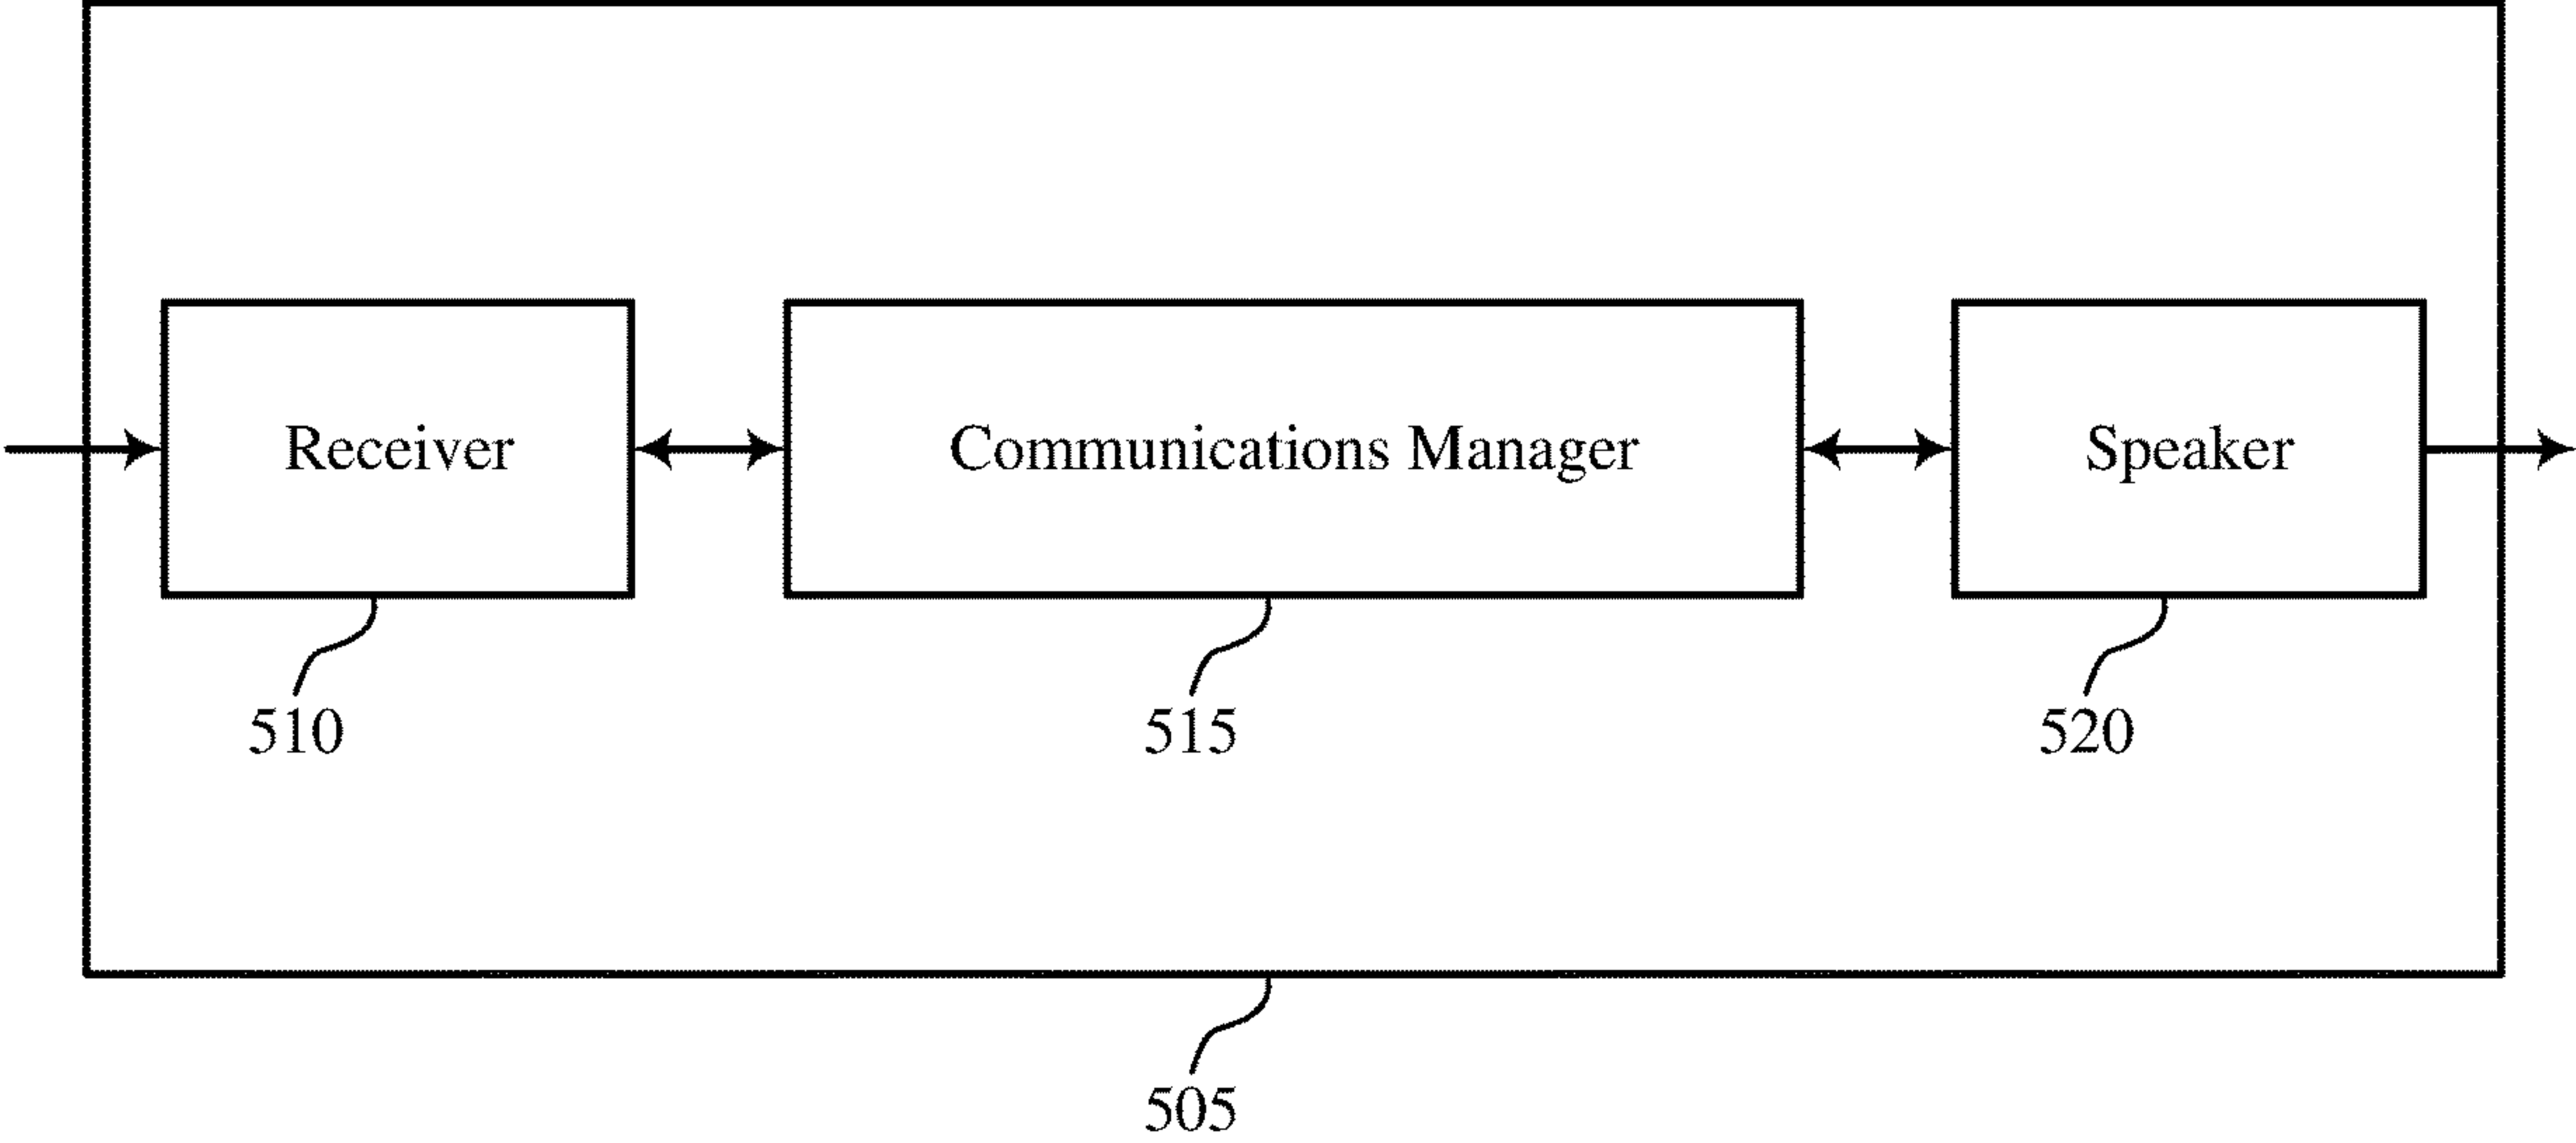 Receiver
Communications Manager
Speaker
510
515
520
505